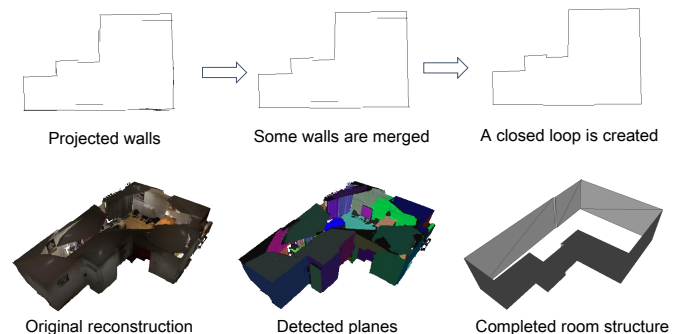 Projected walls
Some walls are merged
A closed loop is created
Original reconstruction
Detected planes
Completed room structure